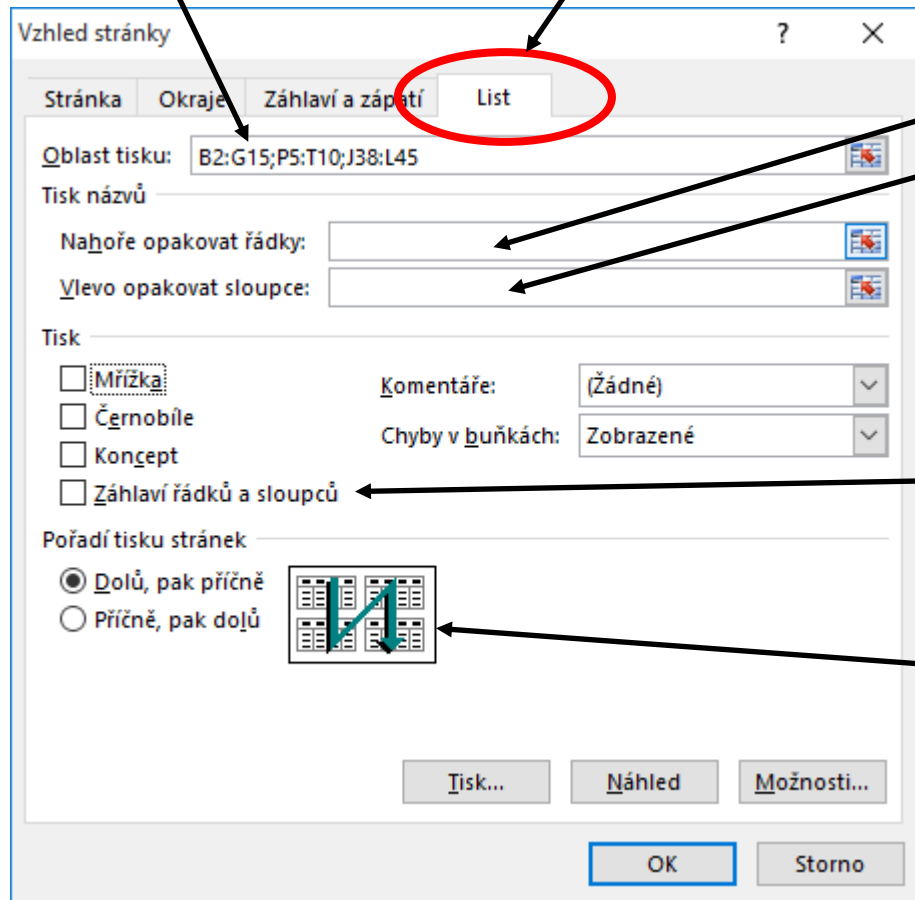 Vzhled stránky ?
Stránka Okraje Záhlaví a zápatí List
Oblast tisku: B2:G15;P5:T10;J38:L45
Tisk názvů
Nahoře opakovat řádky:
Vlevo opakovat sloupce:
Tisk
Mřížka Komentáře: (Žádné)
Černobíle
Chyby v buňkách: Zobrazené
Koncept
Záhlaví řádků a sloupců
Pořadí tisku stránek
Dolů, pak příčně
Příčně, pak dolů
Tisk... Náhled Možnosti...
OK Storno